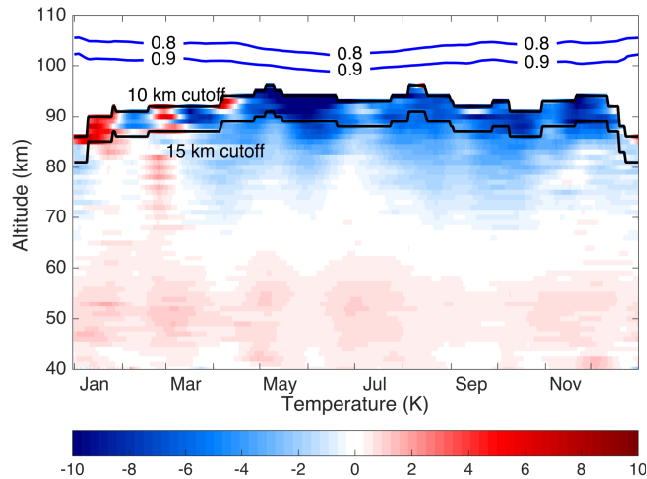 110
100
90
80
70
60
50
40
Altitude (km)
0.8
0.9
0.8
0.9
0.8
0.9
10 km cutoff
15 km cutoff
Jan Mar May Jul Sep Nov
Temperature (K)
-10 -8 -6 -4 -2 0 2 4 6 8 10